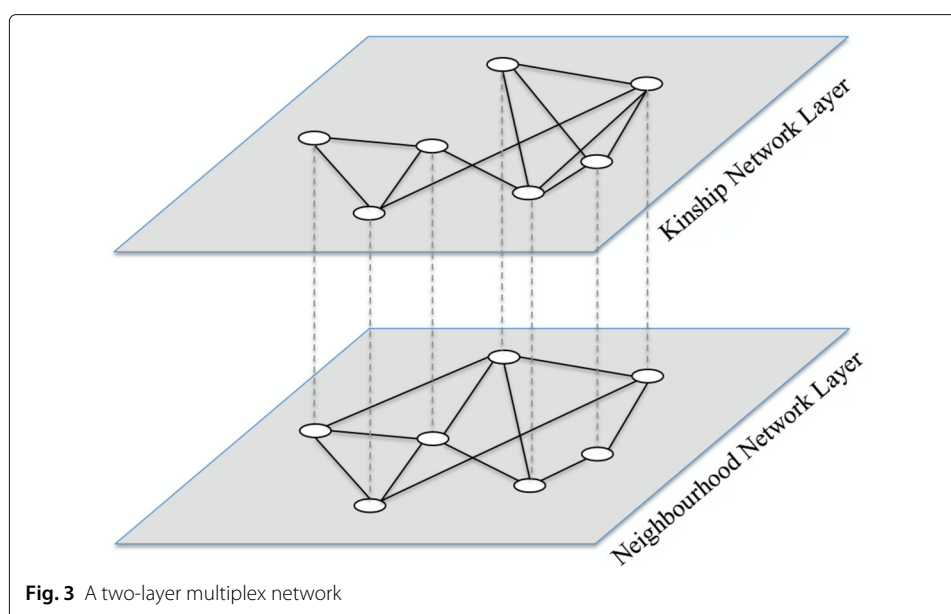 Kinship Network Layer
Neighbourhood Network Layer
Fig. 3 A two-layer multiplex network